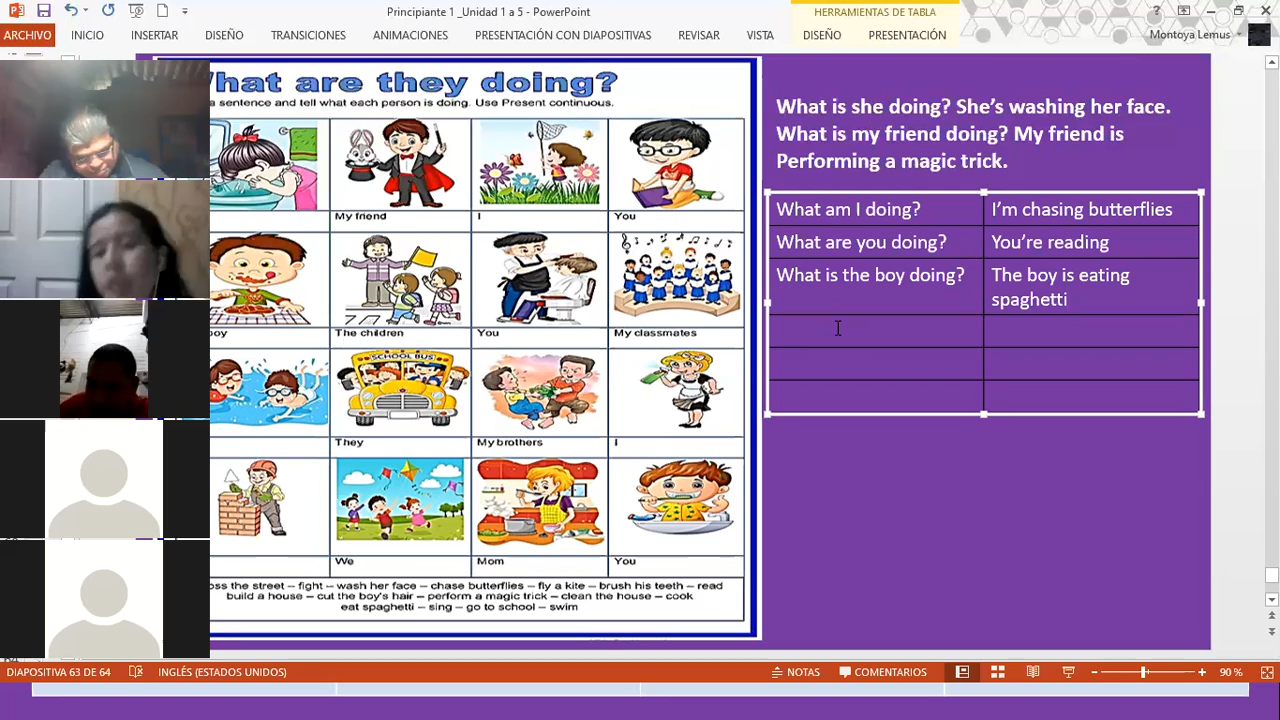 Principiante 1 _Unidad 1 a 5 - PowerPoint
HERRAMIENTAS DE TABLA
ARCHIVO INICIO INSERTAR DISEÑO TRANSICIONES ANIMACIONES PRESENTACIÓN CON DIAPOSITIVAS REVISAR VISTA DISEÑO PRESENTACIÓN Montoya Lemus
hat are they doing?
a sentence and tell what each person is doing. Use Present continuous.
My friend I You
boy The children You My classmates
SCHOOL BUS
They My brothers I
We Mom You
oss the street – fight – wash her face – chase butterflies – fly a kite – brush his teeth – read
build a house – cut the boy's hair – perform a magic trick – clean the house – cook
eat spaghetti – sing – go to school – swim
What is she doing? She's washing her face.
What is my friend doing? My friend is
Performing a magic trick.
What am I doing? I'm chasing butterflies
What are you doing? You're reading
What is the boy doing? The boy is eating
spaghetti
DIAPOSITIVA 63 DE 64 INGLÉS (ESTADOS UNIDOS) NOTAS COMENTARIOS 90 %